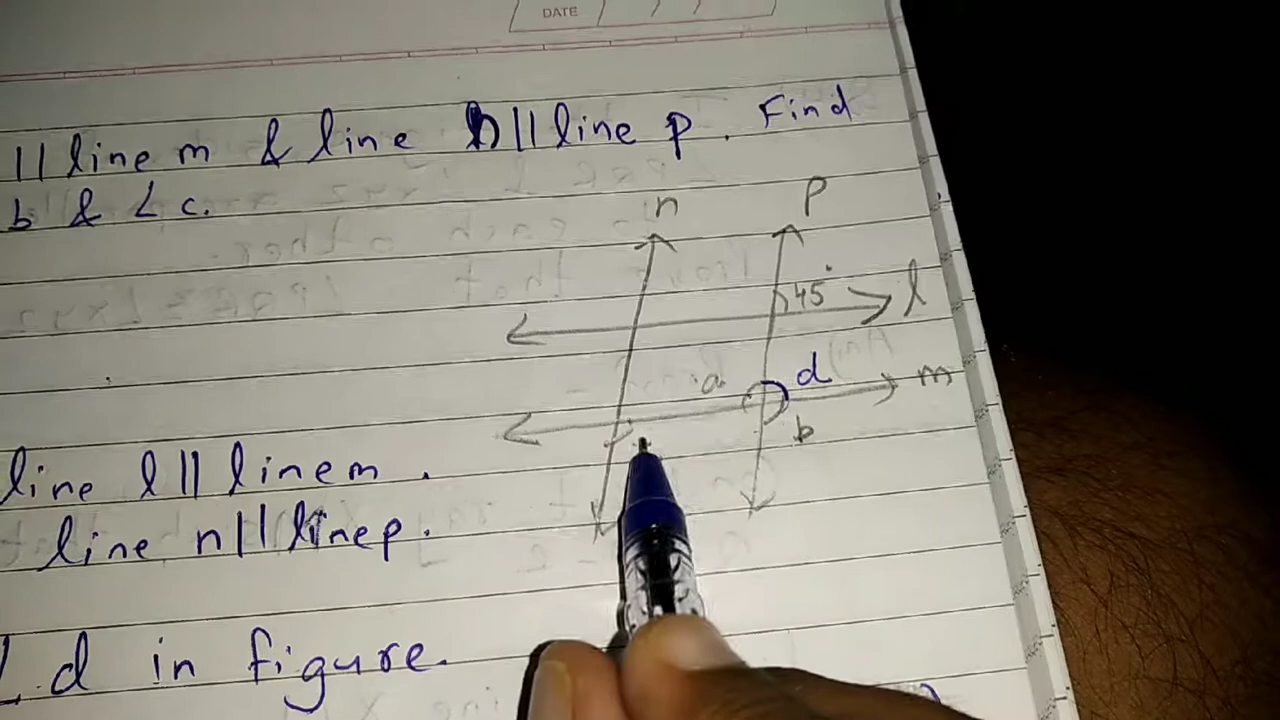 DATE
|| line m & line n || line p. Find
b & ∠ c.
n
p
45°
l
a
d
m
b
line l || line m.
line n || line p.
∠ d in figure.